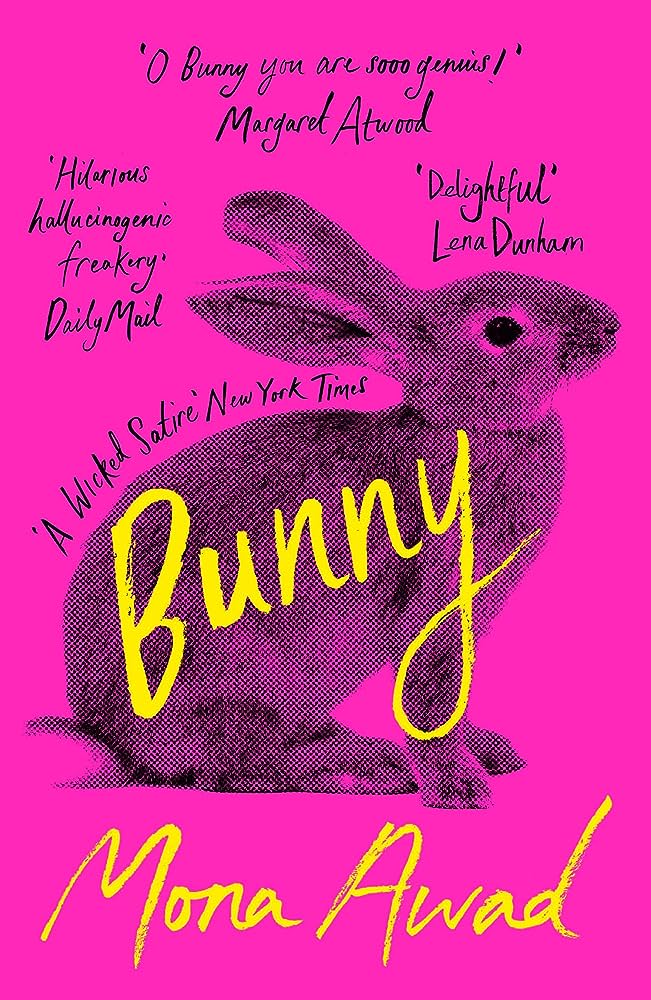 'O Bunny you are sooo genius!'
Margaret Atwood
'Hilarious
hallucinogenic
freakery.'
Daily Mail
'Delightful'
Lena Dunham
'A Wicked Satire' New York Times
Bunny
Mona Awad